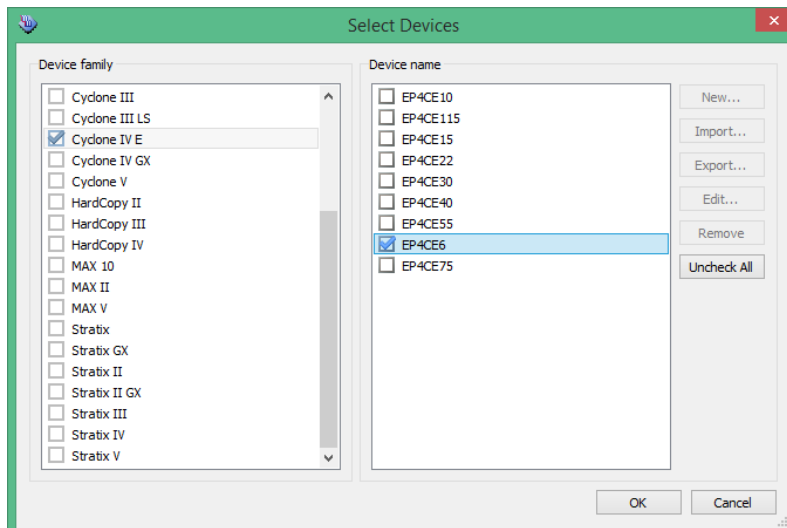 Select Devices
Device family
Cyclone III
Cyclone III LS
Cyclone IV E
Cyclone IV GX
Cyclone V
HardCopy II
HardCopy III
HardCopy IV
MAX 10
MAX II
MAX V
Stratix
Stratix GX
Stratix II
Stratix II GX
Stratix III
Stratix IV
Stratix V
Device name
EP4CE10
EP4CE115
EP4CE15
EP4CE22
EP4CE30
EP4CE40
EP4CE55
EP4CE6
EP4CE75
New...
Import...
Export...
Edit...
Remove
Uncheck All
OK
Cancel